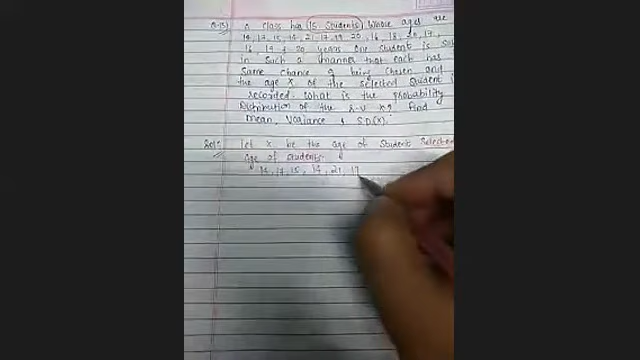 Q-13) A class has 15 Students Whose ages are
14, 17, 15, 14, 21, 17, 19, 20, 16, 18, 20, 17,
16, 19 & 20 years. One student is
in Such a manner that each has
Same Chance of being Chosen and
the age X of the selected Student is
recorded. What is the probability
Distribution of the r.v X? Find
Mean, Variance & S.D.(X).
Sol:- Let X be the age of Student Selected
Age of Students
14, 17, 15, 14, 21, 17